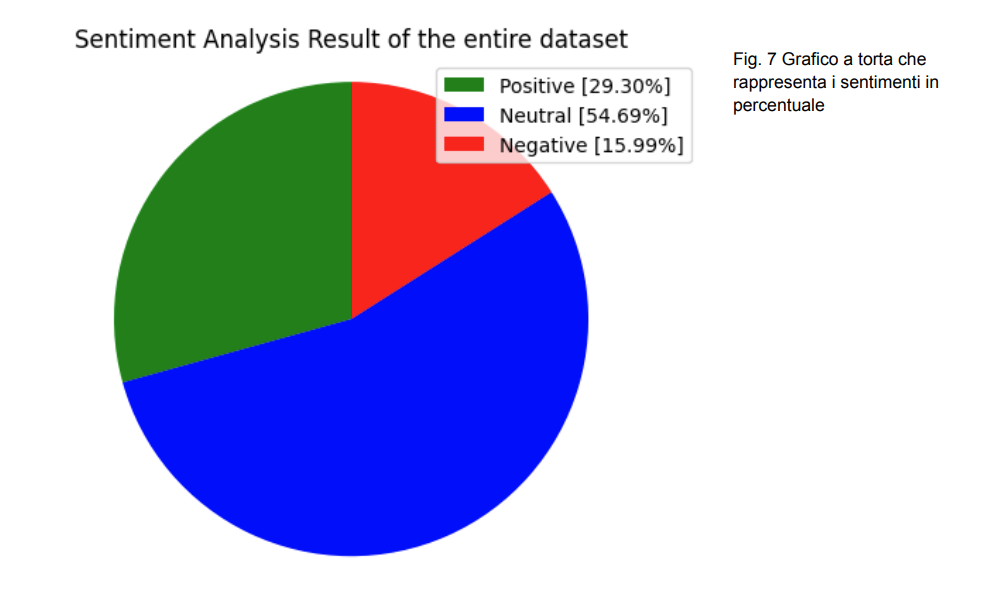 Sentiment Analysis Result of the entire dataset
Positive [29.30%]
Neutral [54.69%]
Negative [15.99%]
Fig. 7 Grafico a torta che
rappresenta i sentimenti in
percentuale